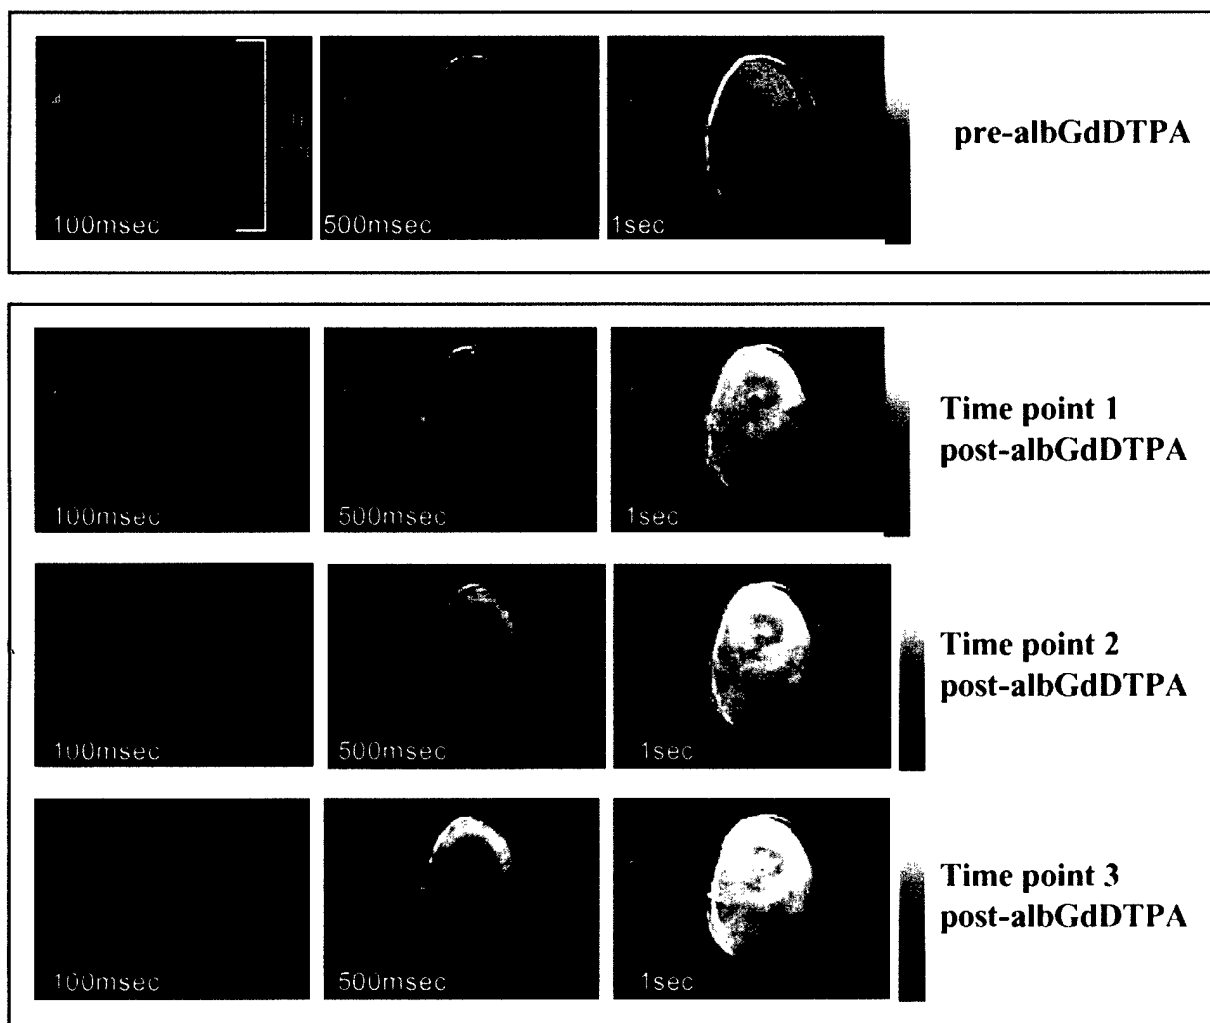 100msec
500msec
1sec
pre-albGdDTPA
100msec
500msec
1sec
Time point 1
post-albGdDTPA
100msec
500msec
1sec
Time point 2
post-albGdDTPA
100msec
500msec
1sec
Time point 3
post-albGdDTPA